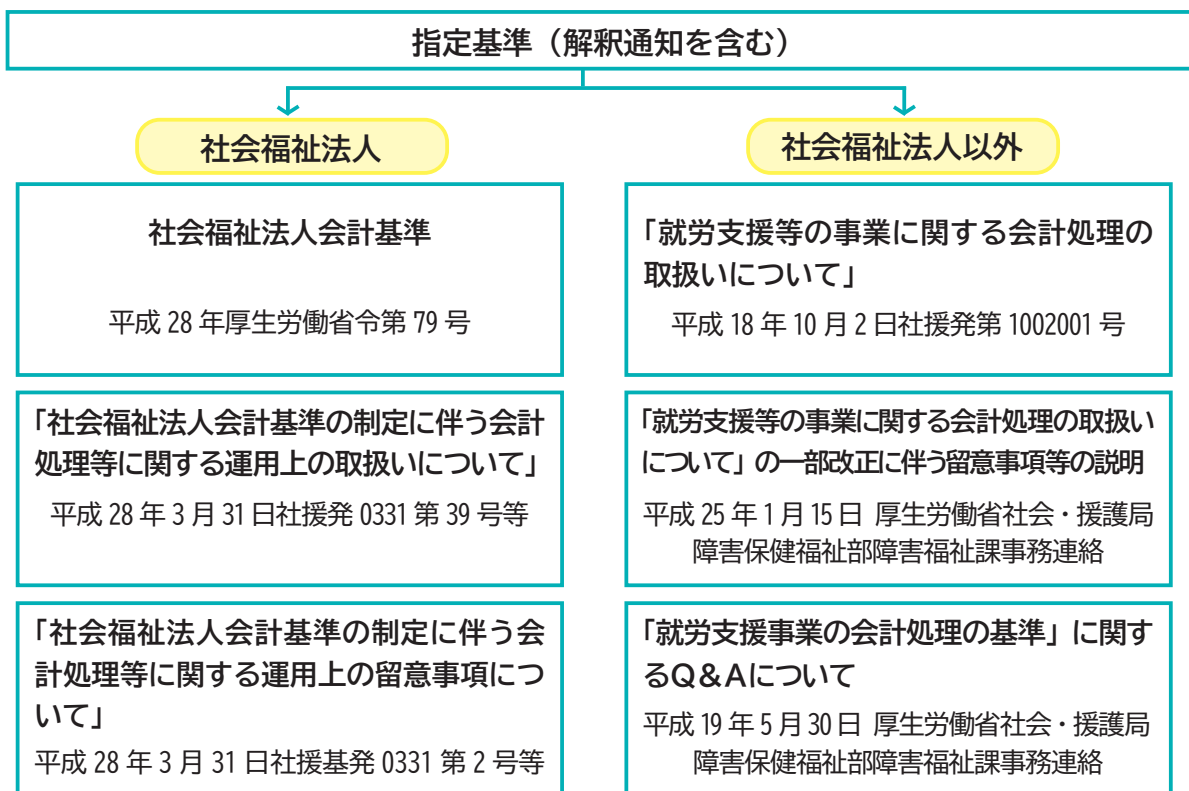 指定基準（解釈通知を含む）
社会福祉法人
社会福祉法人会計基準
平成 28 年厚生労働省令第 79 号
「社会福祉法人会計基準の制定に伴う会計
処理等に関する運用上の取扱いについて」
平成 28 年 3 月 31 日社援発 0331 第 39 号等
「社会福祉法人会計基準の制定に伴う会
計処理等に関する運用上の留意事項につ
いて」
平成 28 年 3 月 31 日社援基発 0331 第 2 号等
社会福祉法人以外
「就労支援等の事業に関する会計処理の
取扱いについて」
平成 18 年 10 月 2 日社援発第 1002001 号
「就労支援等の事業に関する会計処理の取扱い
について」の一部改正に伴う留意事項等の説明
平成 25 年 1 月 15 日 厚生労働省社会・援護局
障害保健福祉部障害福祉課事務連絡
「就労支援事業の会計処理の基準」に関す
るＱ＆Ａについて
平成 19 年 5 月 30 日 厚生労働省社会・援護局
障害保健福祉部障害福祉課事務連絡